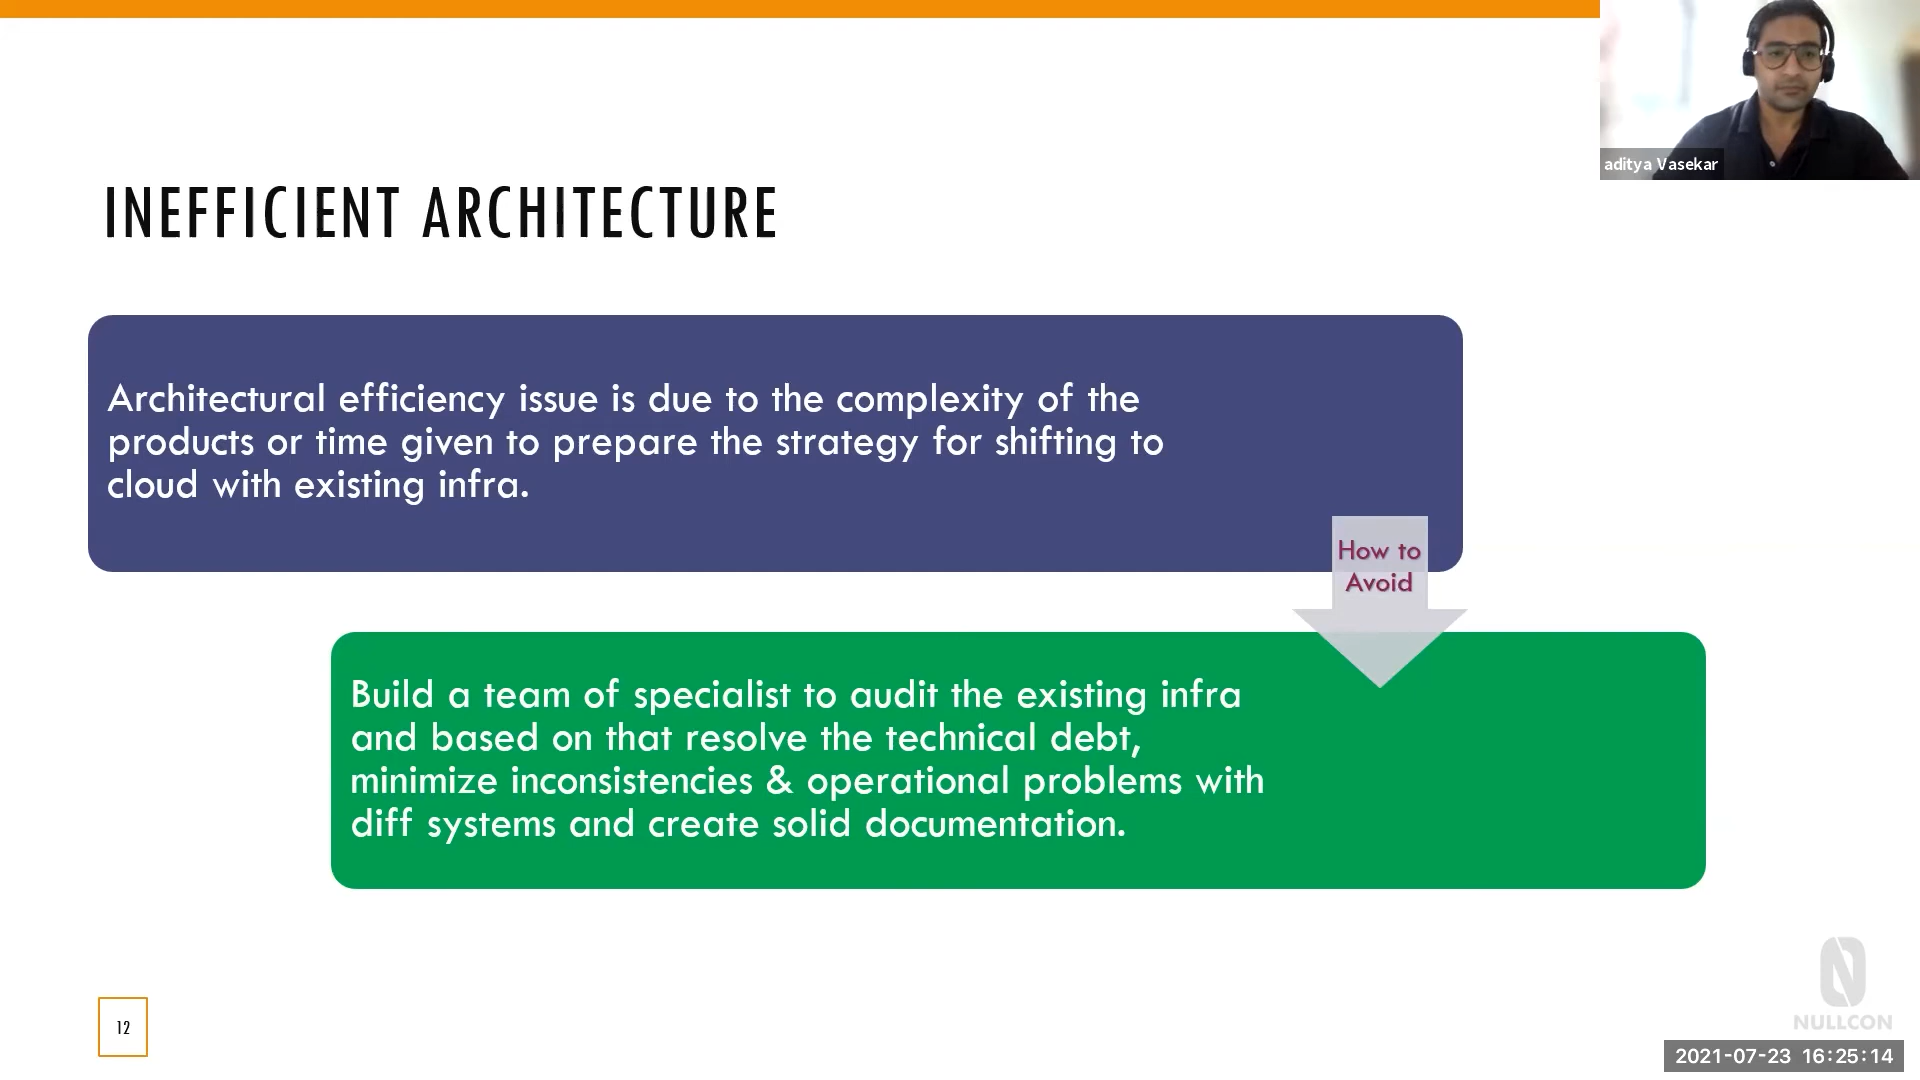 aditya Vasekar
INEFFICIENT ARCHITECTURE
Architectural efficiency issue is due to the complexity of the
products or time given to prepare the strategy for shifting to
cloud with existing infra.
How to
Avoid
Build a team of specialist to audit the existing infra
and based on that resolve the technical debt,
minimize inconsistencies & operational problems with
diff systems and create solid documentation.
12
NULLCON
2021-07-23 16:25:14